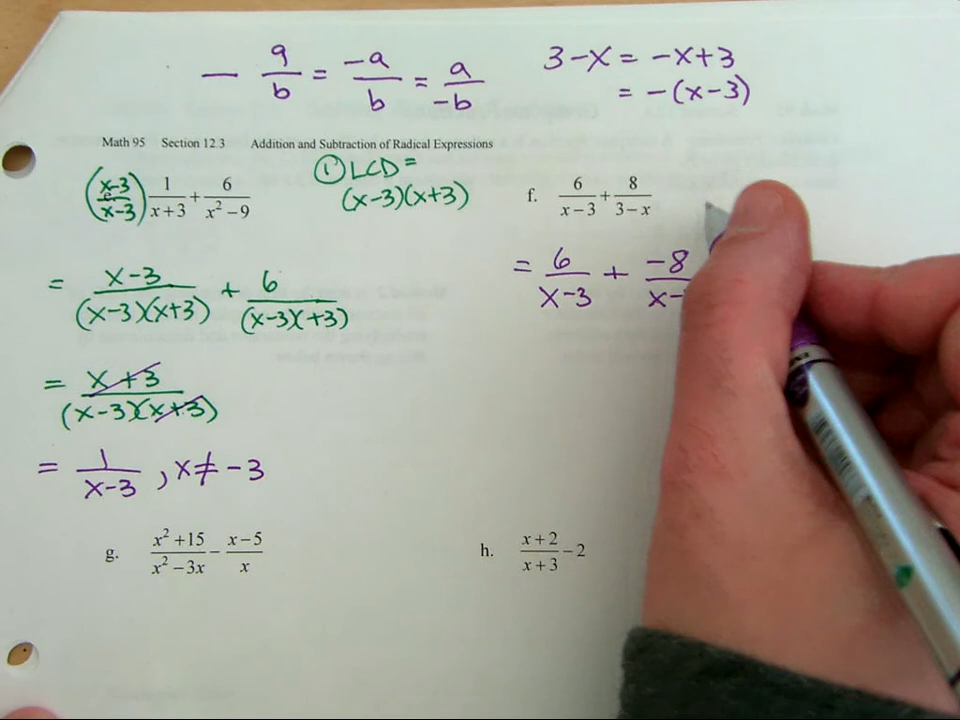 - a/b = -a/b = a/-b
3-x = -x+3
= -(x-3)
Math 95 Section 12.3 Addition and Subtraction of Radical Expressions
① LCD =
(x-3)(x+3)
e. (x-3/x-3) 1/x+3 + 6/x²-9
= x-3/(x-3)(x+3) + 6/(x-3)(+3)
= x+3/(x-3)(x+3)
= 1/x-3 , x≠-3
f. 6/x-3 + 8/3-x
= 6/x-3 + -8/x-
g. x²+15/x²-3x - x-5/x
h. x+2/x+3 - 2